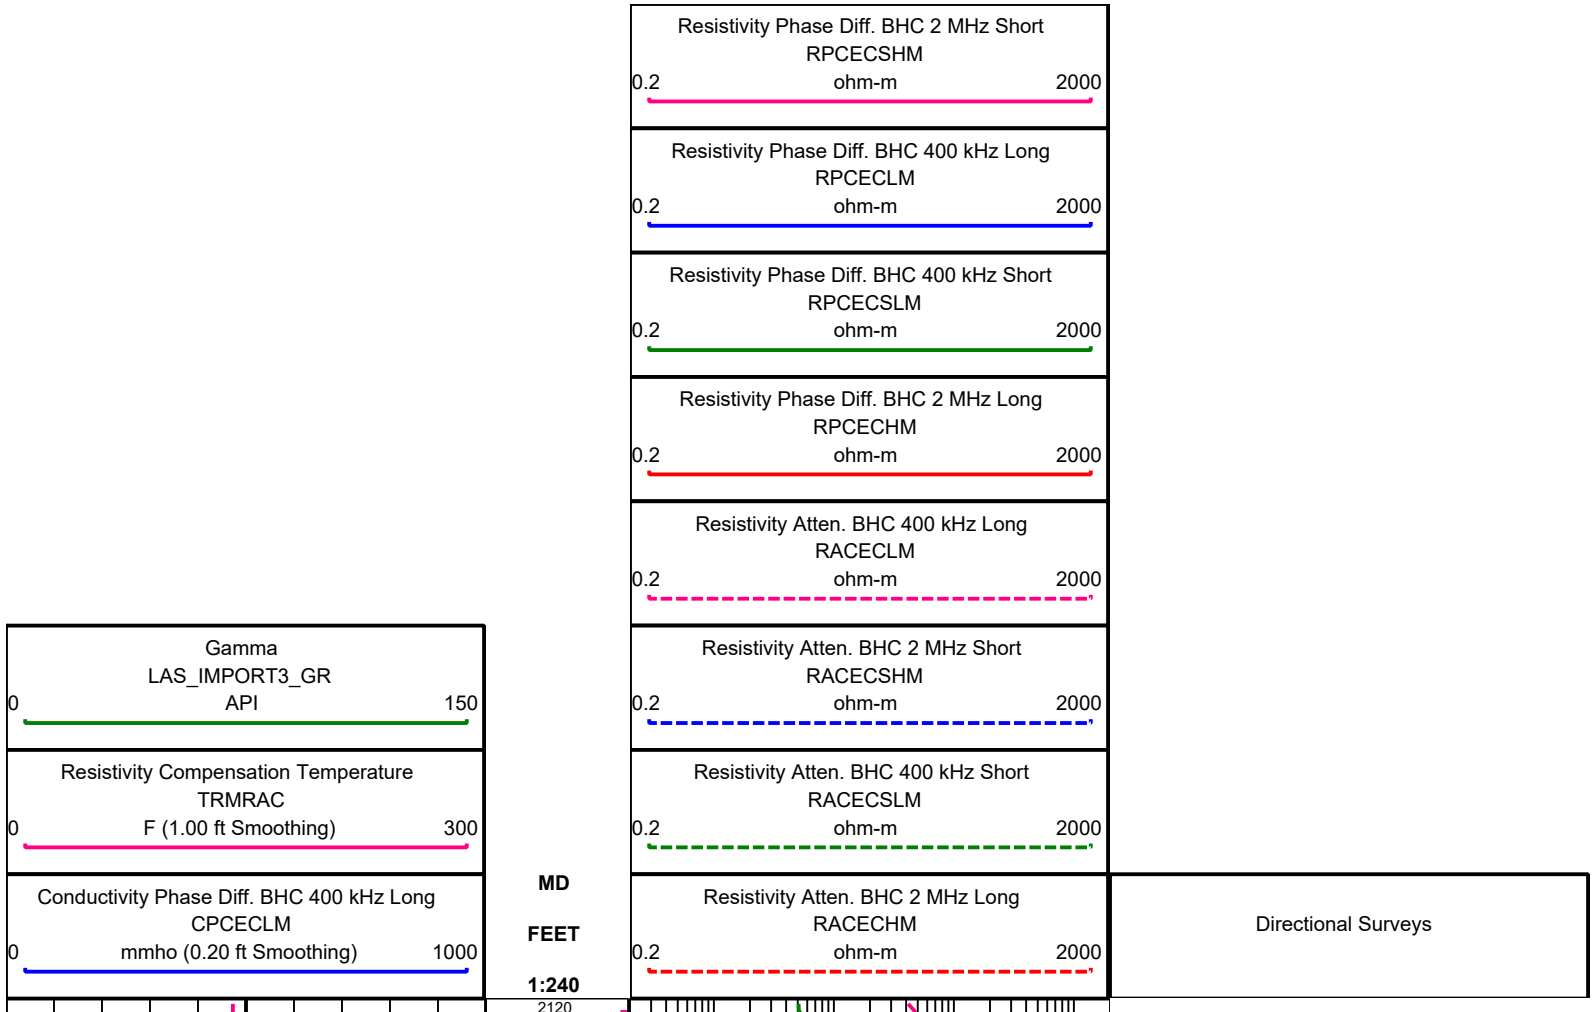 Resistivity Phase Diff. BHC 2 MHz Short
RPCECSHM
0.2 ohm-m 2000
Resistivity Phase Diff. BHC 400 kHz Long
RPCECLM
0.2 ohm-m 2000
Resistivity Phase Diff. BHC 400 kHz Short
RPCECSLM
0.2 ohm-m 2000
Resistivity Phase Diff. BHC 2 MHz Long
RPCECHM
0.2 ohm-m 2000
Resistivity Atten. BHC 400 kHz Long
RACECLM
0.2 ohm-m 2000
Gamma
LAS_IMPORT3_GR
0 API 150
Resistivity Atten. BHC 2 MHz Short
RACECSHM
0.2 ohm-m 2000
Resistivity Compensation Temperature
TRMRAC
0 F (1.00 ft Smoothing) 300
Resistivity Atten. BHC 400 kHz Short
RACECSLM
0.2 ohm-m 2000
Conductivity Phase Diff. BHC 400 kHz Long
CPCECLM
0 mmho (0.20 ft Smoothing) 1000
MD
FEET
1:240
2120
Resistivity Atten. BHC 2 MHz Long
RACECHM
0.2 ohm-m 2000
Directional Surveys